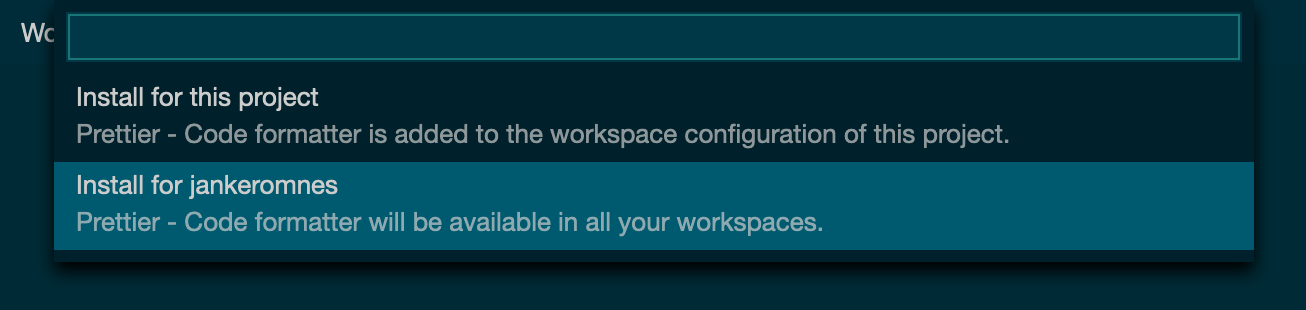 Wo
Install for this project
Prettier - Code formatter is added to the workspace configuration of this project.
Install for jankeromnes
Prettier - Code formatter will be available in all your workspaces.